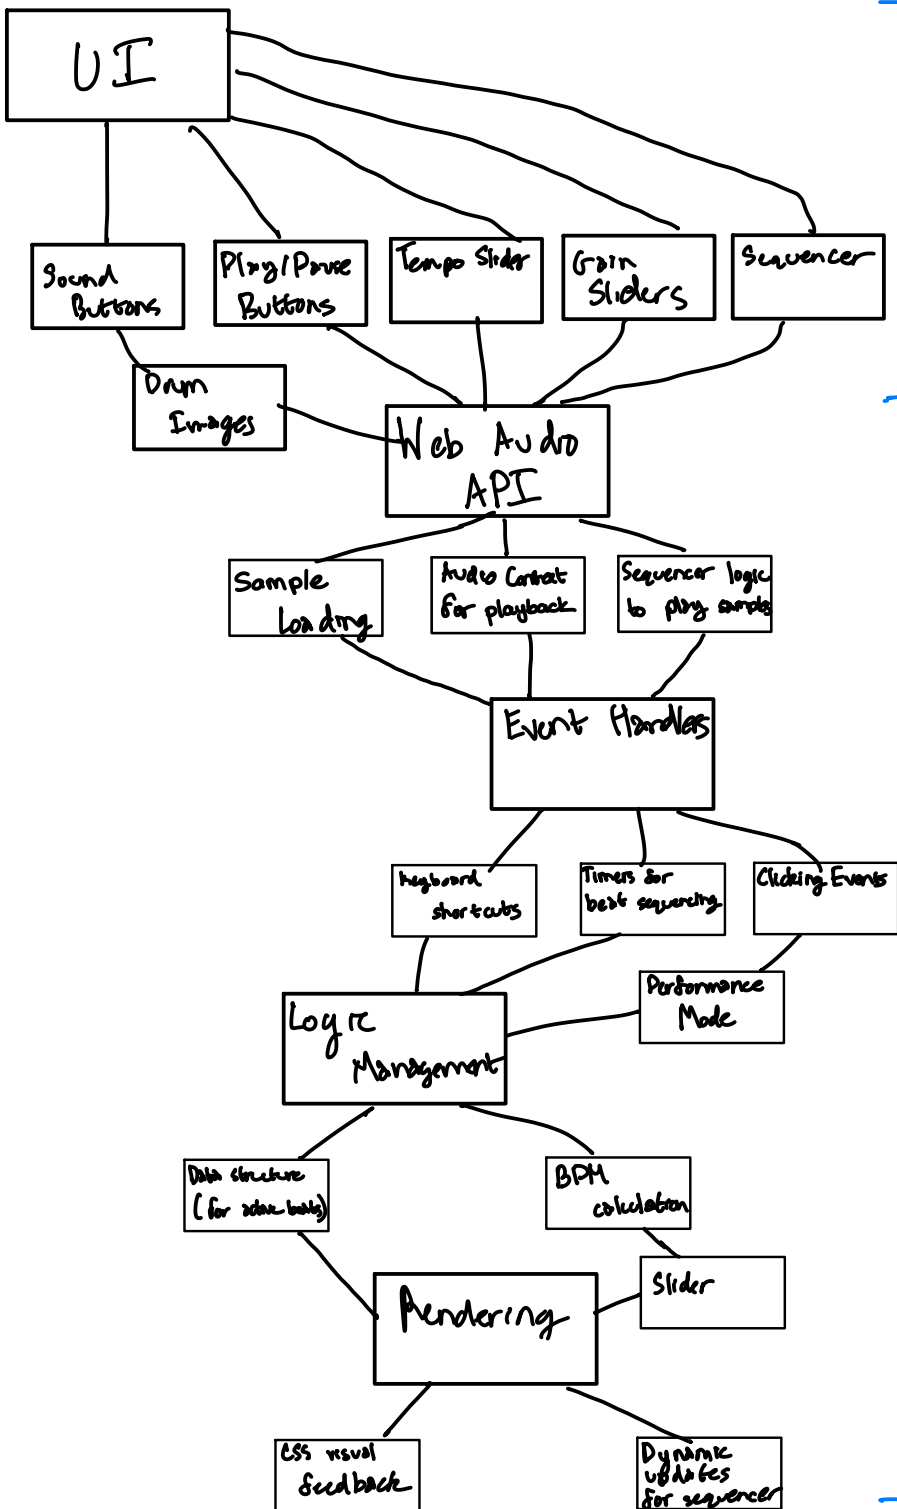 UI
Sound
Buttons
Play/Pause
Buttons
Tempo Slider
Gain
Sliders
Sequencer
Drum
Images
Web Audio
API
Sample
Loading
Audio Context
for playback
Sequencer logic
to play samples
Event Handlers
Keyboard
shortcuts
Timers for
beat sequencing
Clicking Events
Performance
Mode
Logic
Management
Data structure
(for active beats)
BPM
calculation
Slider
Rendering
CSS visual
feedback
Dynamic
updates
for sequencer